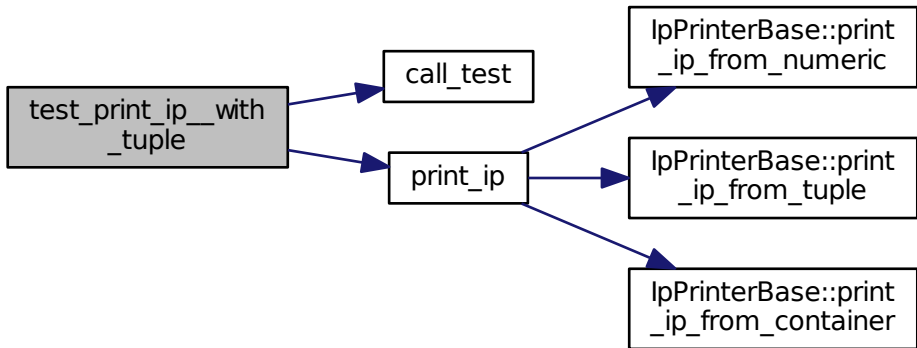 test_print_ip__with
_tuple
call_test
print_ip
IpPrinterBase::print
_ip_from_numeric
IpPrinterBase::print
_ip_from_tuple
IpPrinterBase::print
_ip_from_container